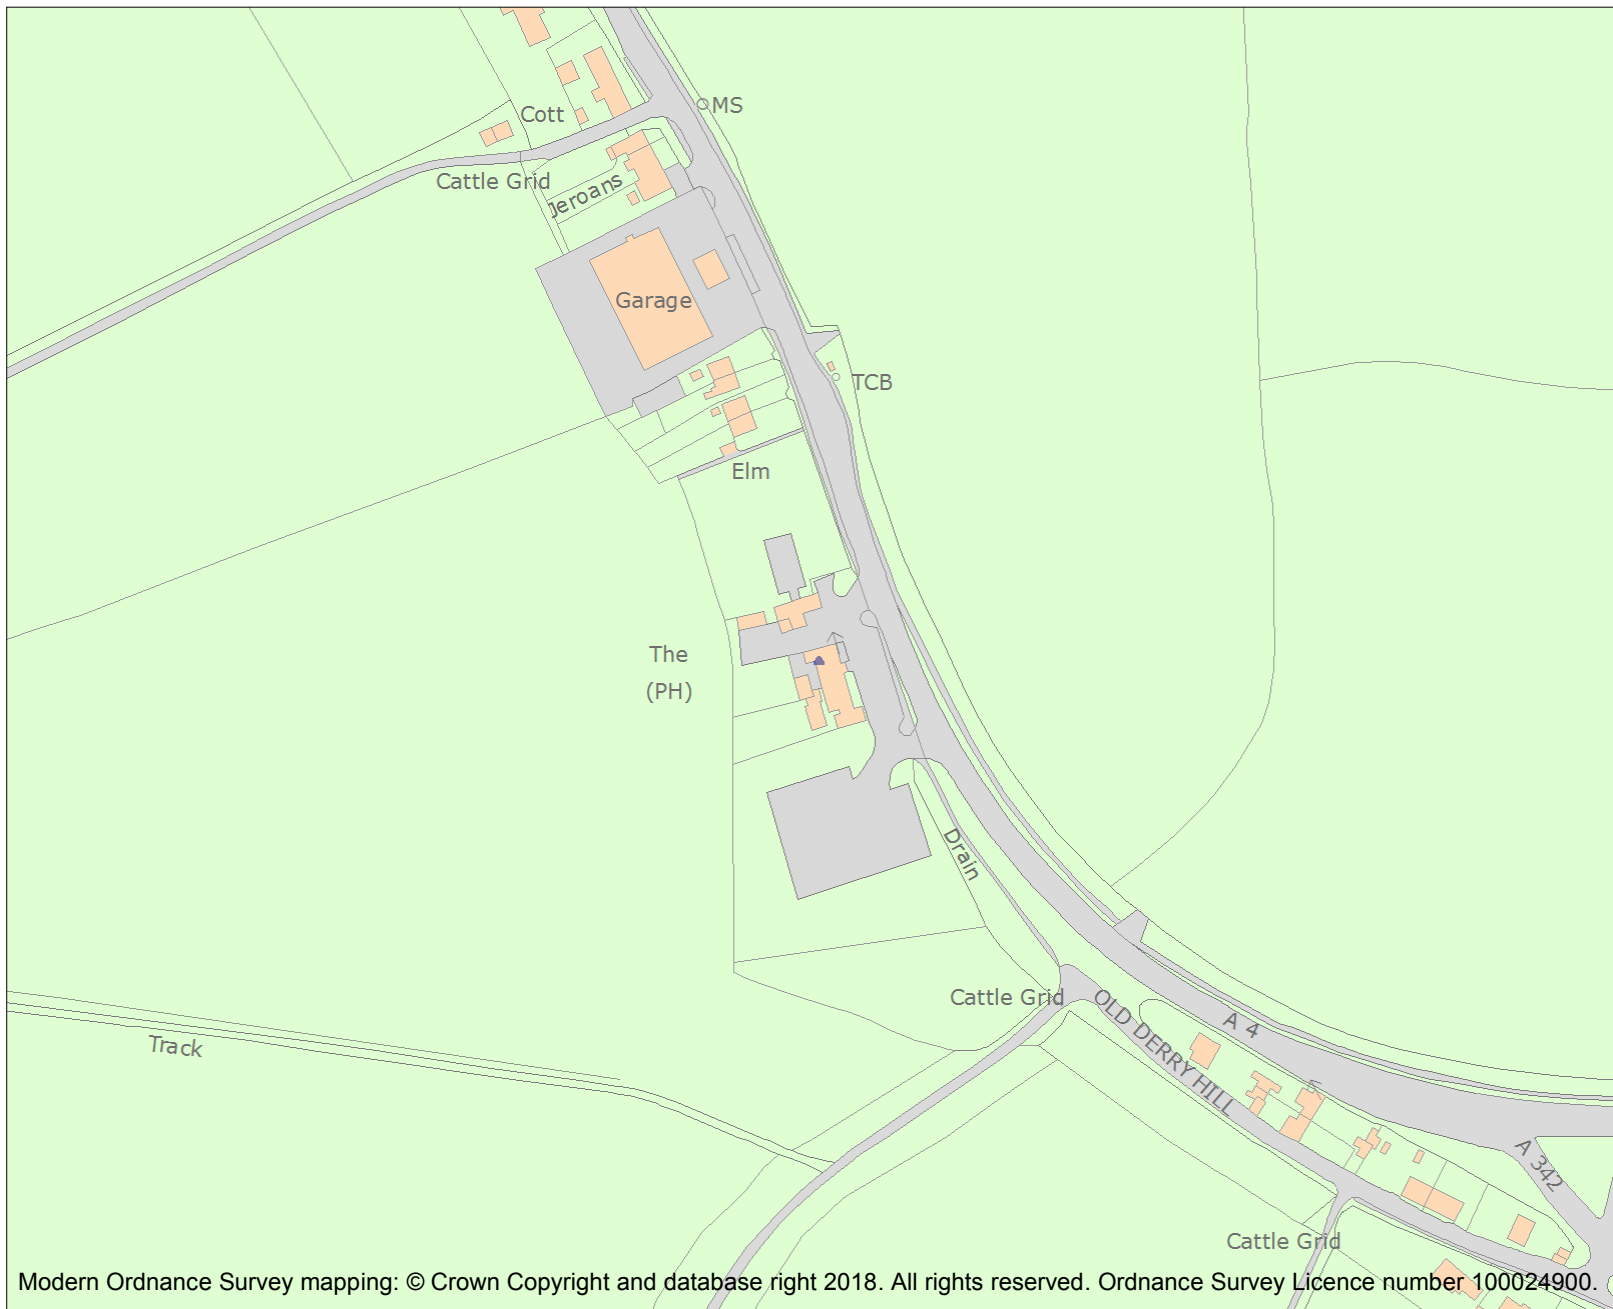 MS
Cott
Cattle Grid
Jeroans
Garage
TCB
Elm
The
(PH)
Drain
Cattle Grid
OLD DERRY HILL
A 4
Track
A 342
Cattle Grid
Modern Ordnance Survey mapping: © Crown Copyright and database right 2018. All rights reserved. Ordnance Survey Licence number 100024900.